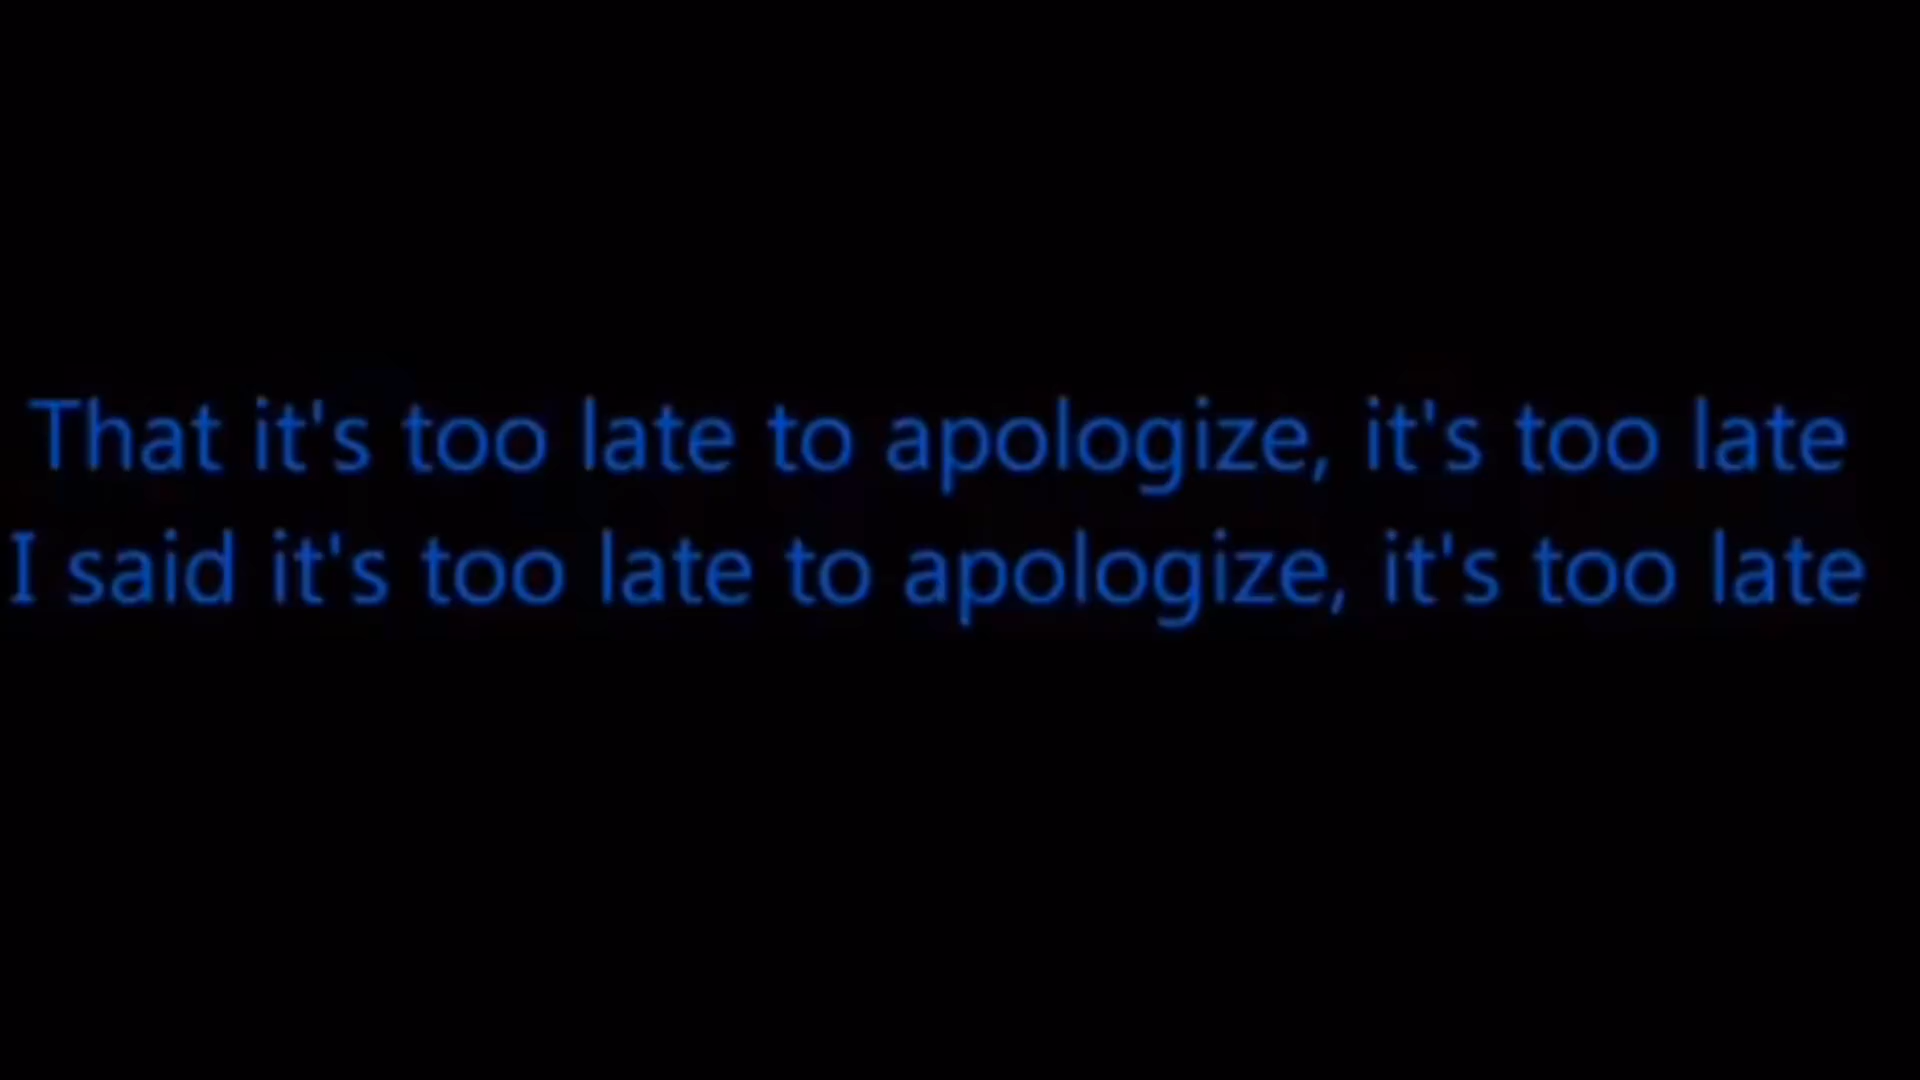 That it's too late to apologize, it's too late
I said it's too late to apologize, it's too late